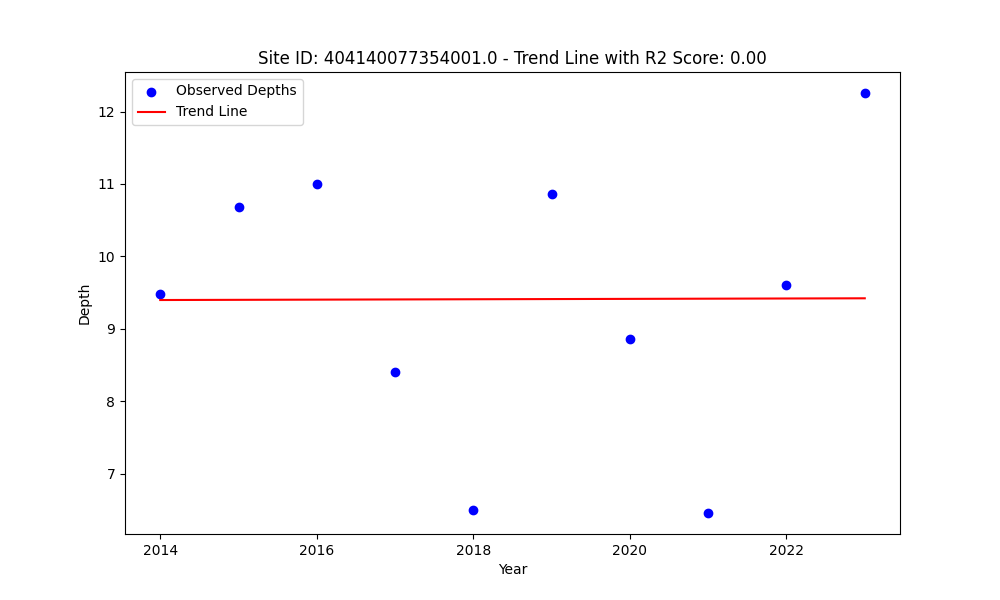 Site ID: 404140077354001.0 - Trend Line with R2 Score: 0.00
Observed Depths
Trend Line
12
11
10
9
8
7
Depth
2014 2016 2018 2020 2022
Year